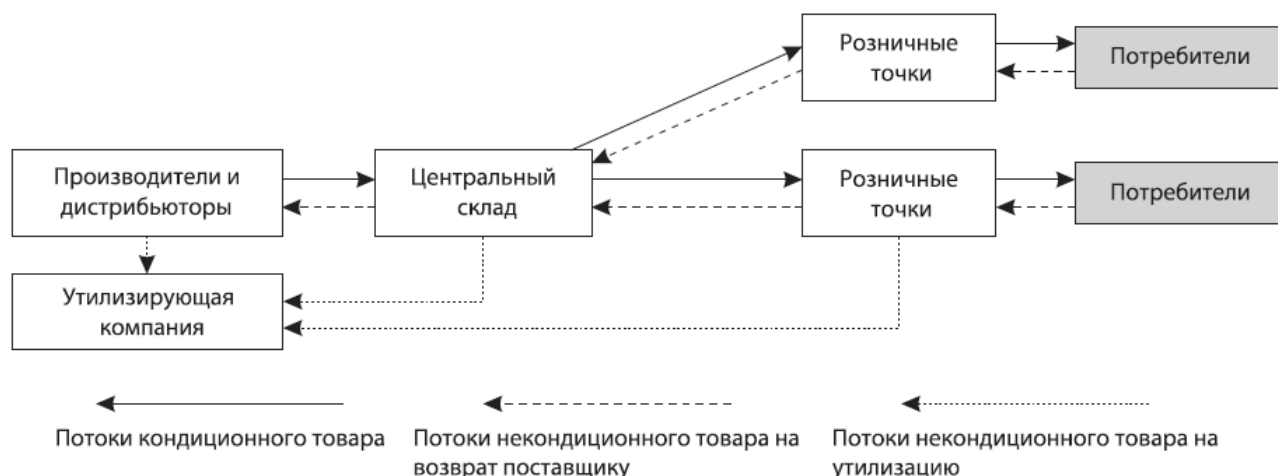 Розничные
точки
Потребители
Производители и
дистрибьюторы
Центральный
склад
Розничные
точки
Потребители
Утилизирующая
компания
Потоки кондиционного товара
Потоки некондиционного товара на
возврат поставщику
Потоки некондиционного товара на
утилизацию